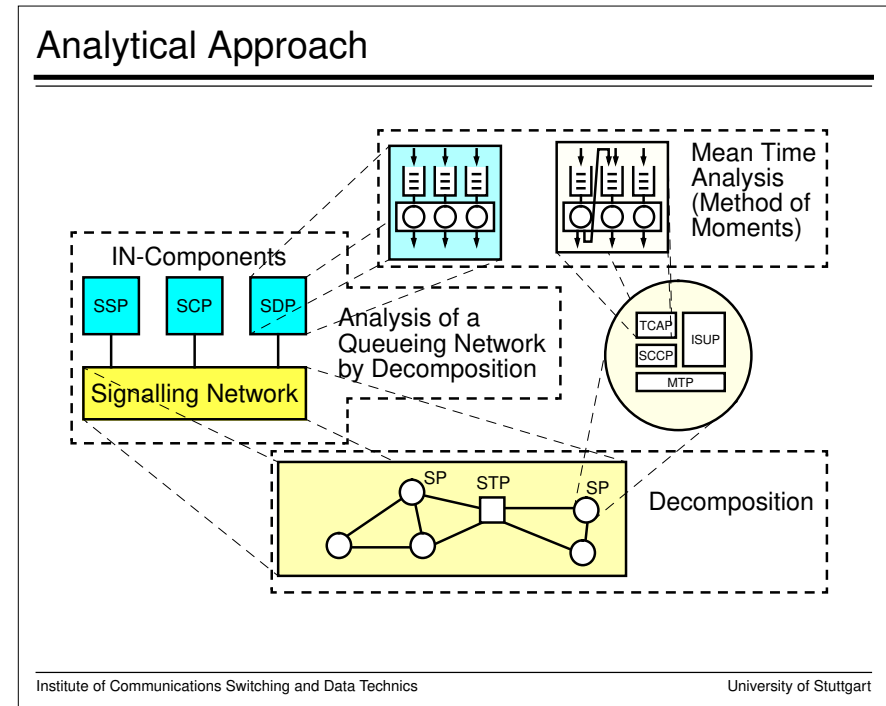 Analytical Approach
Mean Time
Analysis
(Method of
Moments)
IN-Components
SSP
SCP
SDP
Analysis of a
Queueing Network
by Decomposition
Signalling Network
TCAP
ISUP
SCCP
MTP
SP
STP
SP
Decomposition
Institute of Communications Switching and Data Technics
University of Stuttgart